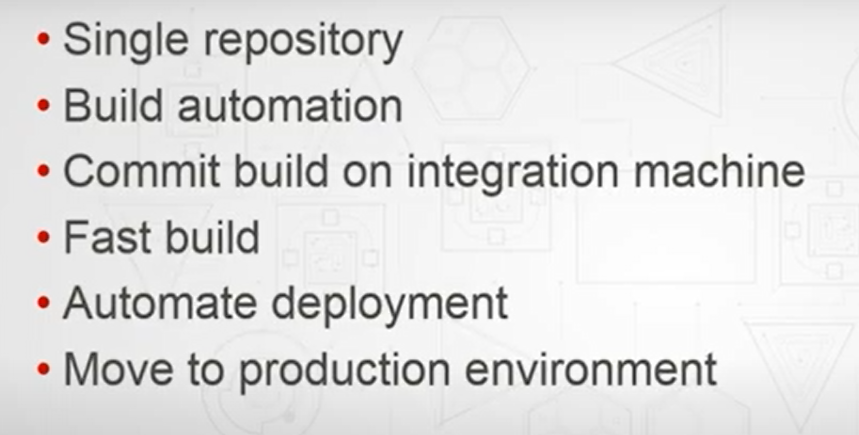 • Single repository
• Build automation
• Commit build on integration machine
• Fast build
• Automate deployment
• Move to production environment